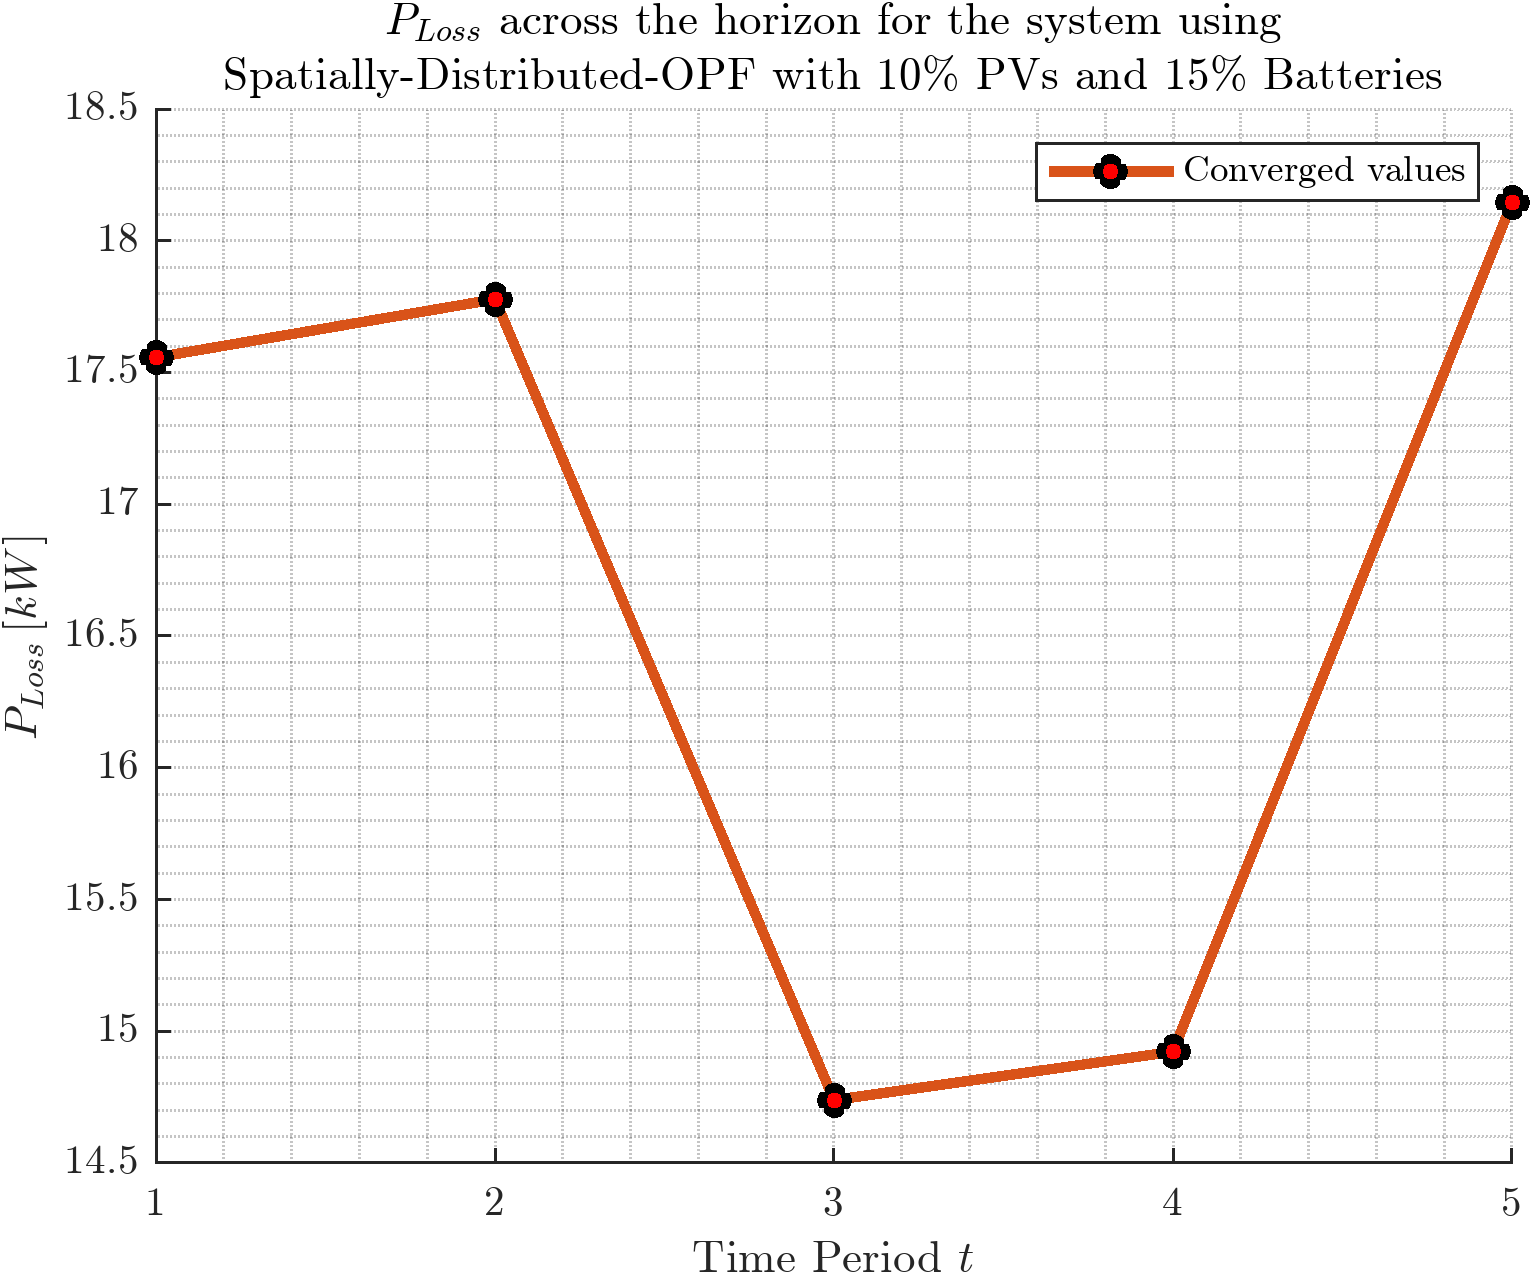 P_Loss across the horizon for the system using
Spatially-Distributed-OPF with 10% PVs and 15% Batteries
18.5
18
17.5
17
16.5
16
15.5
15
14.5
P_Loss [kW]
Converged values
1 2 3 4 5
Time Period t